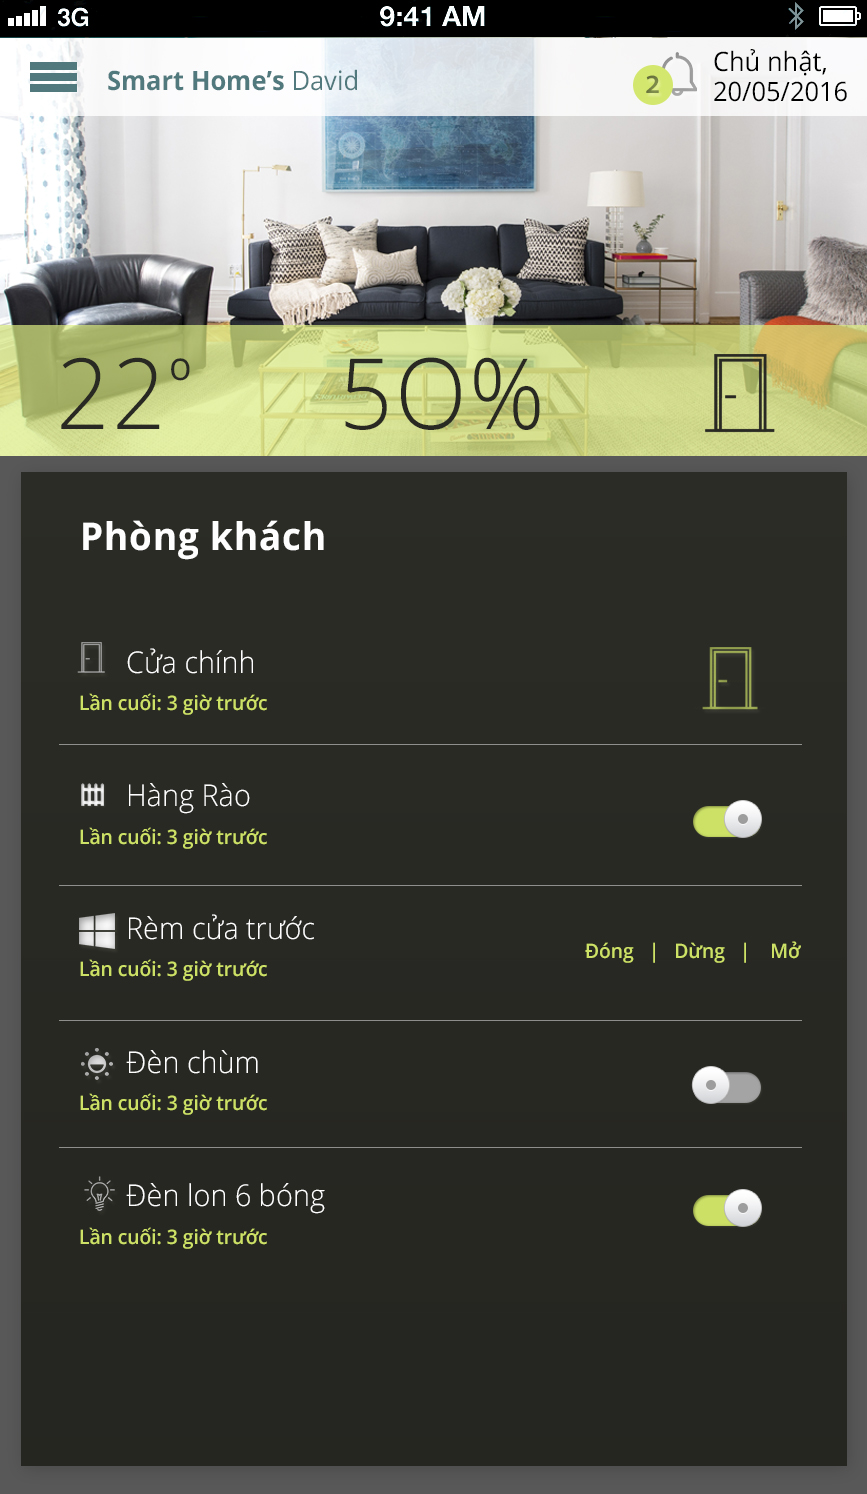 3G 9:41 AM
Smart Home’s David
2
Chủ nhật,
20/05/2016
22° 50%
Phòng khách
Cửa chính
Lần cuối: 3 giờ trước
Hàng Rào
Lần cuối: 3 giờ trước
Rèm cửa trước
Lần cuối: 3 giờ trước
Đóng | Dừng | Mở
Đèn chùm
Lần cuối: 3 giờ trước
Đèn lon 6 bóng
Lần cuối: 3 giờ trước